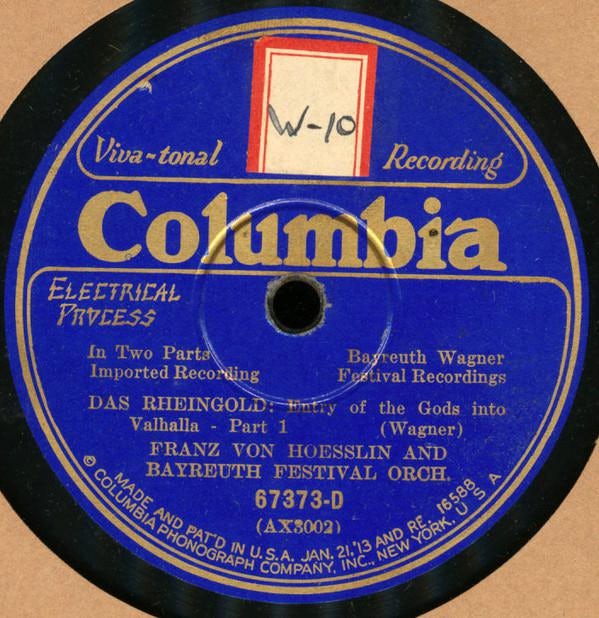 W-10
Viva-tonal Recording
Columbia
ELECTRICAL
PROCESS
In Two Parts Bayreuth Wagner
Imported Recording Festival Recordings
DAS RHEINGOLD: Entry of the Gods into
Valhalla - Part 1 (Wagner)
FRANZ VON HOESSLIN AND
BAYREUTH FESTIVAL ORCH.
67373-D
(AX3002)
MADE AND PAT'D IN U.S.A. JAN. 21,'13 AND RE. 16588
© COLUMBIA PHONOGRAPH COMPANY, INC., NEW YORK, U.S A